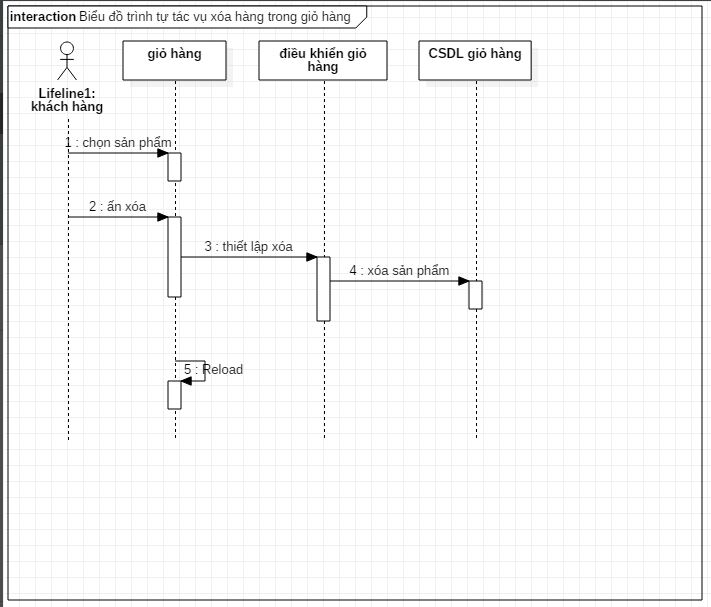 interaction Biểu đồ trình tự tác vụ xóa hàng trong giỏ hàng
giỏ hàng
điều khiển giỏ
hàng
CSDL giỏ hàng
Lifeline1:
khách hàng
1 : chọn sản phẩm
2 : ấn xóa
3 : thiết lập xóa
4 : xóa sản phẩm
5 : Reload